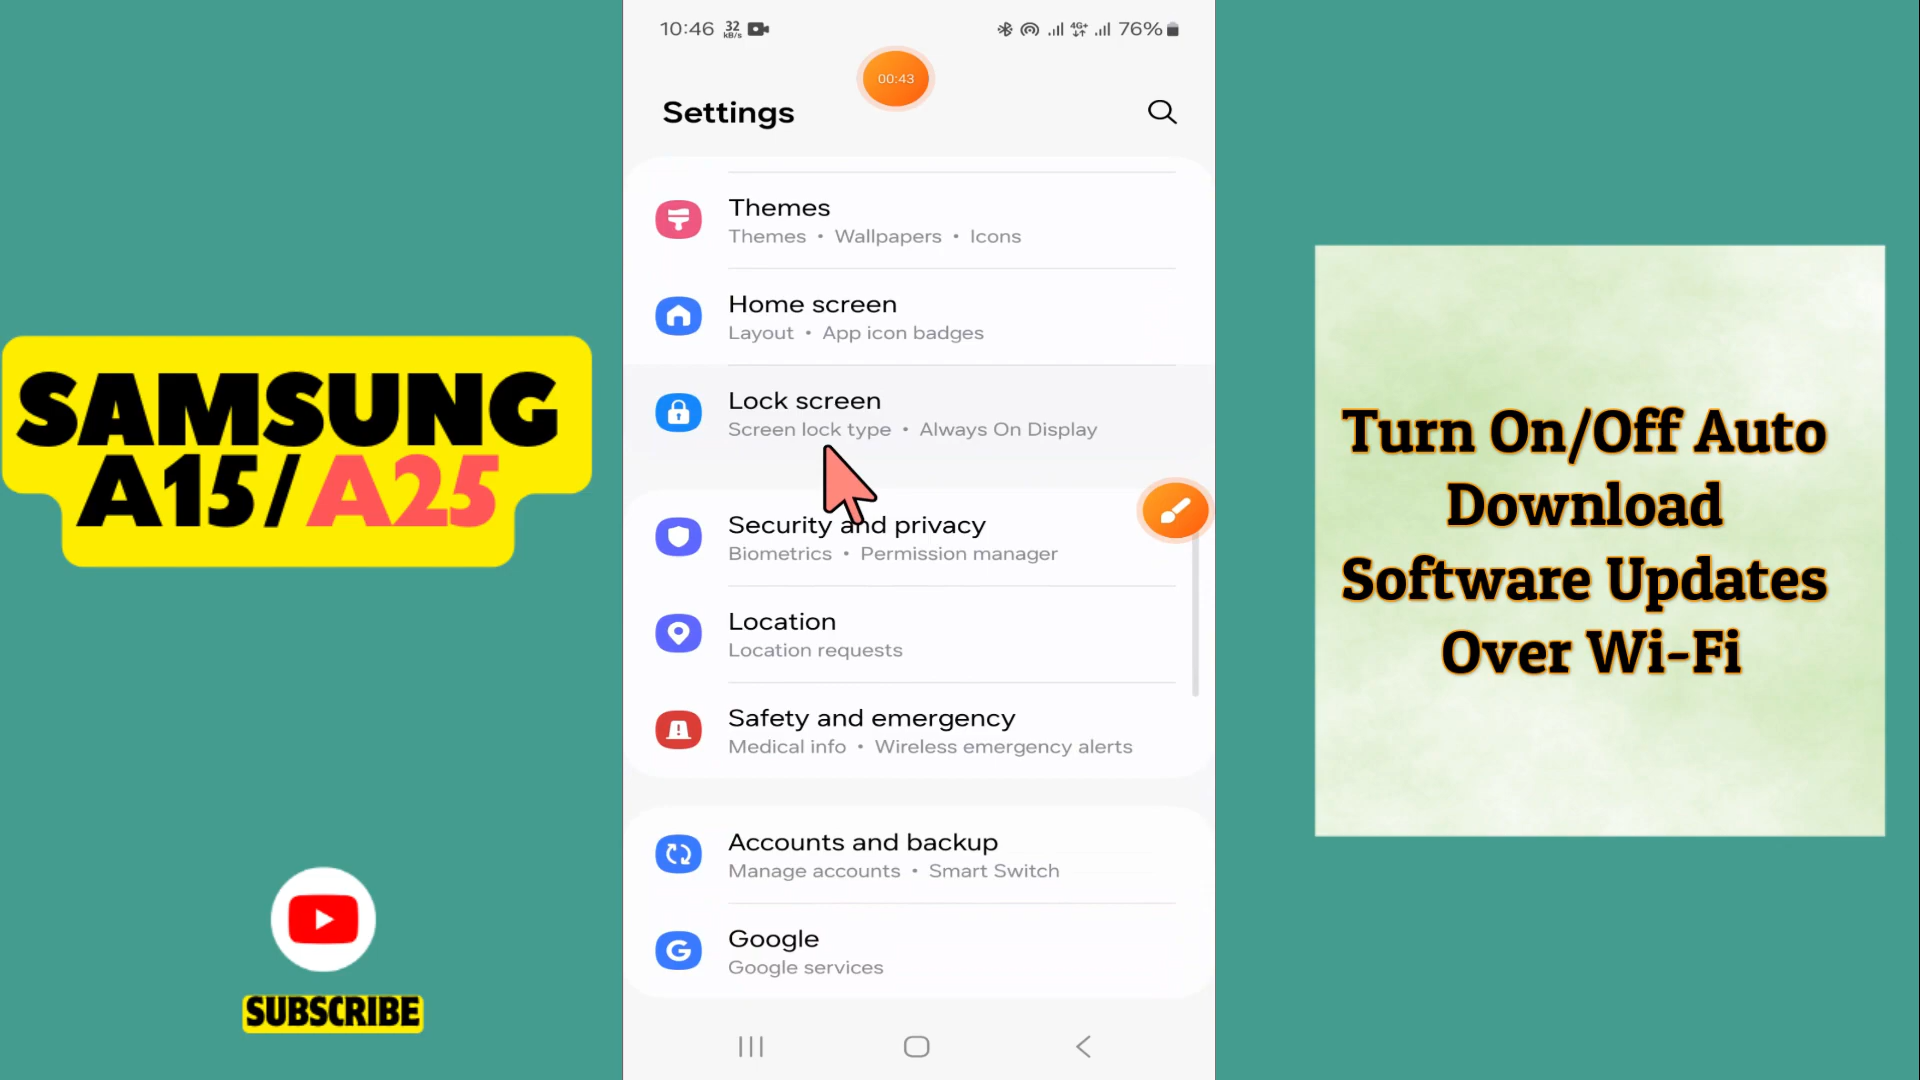 10:46 32 kB/s 4G+ 76%
00:43
Settings
Themes
Themes • Wallpapers • Icons
Home screen
Layout • App icon badges
Lock screen
Screen lock type • Always On Display
Security and privacy
Biometrics • Permission manager
Location
Location requests
Safety and emergency
Medical info • Wireless emergency alerts
Accounts and backup
Manage accounts • Smart Switch
Google
Google services
SAMSUNG
A15/A25
SUBSCRIBE
Turn On/Off Auto
Download
Software Updates
Over Wi-Fi